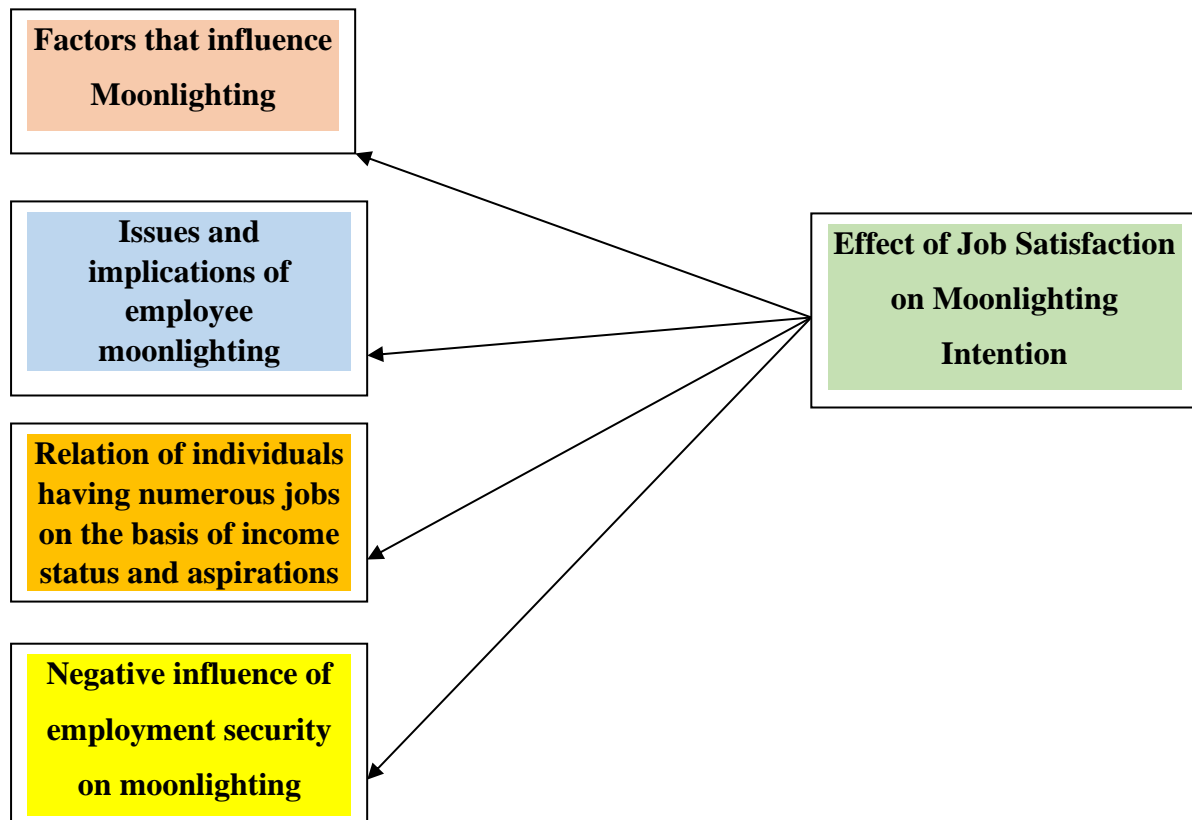 Factors that influence
Moonlighting
Issues and
implications of
employee
moonlighting
Relation of individuals
having numerous jobs
on the basis of income
status and aspirations
Negative influence of
employment security
on moonlighting
Effect of Job Satisfaction
on Moonlighting
Intention